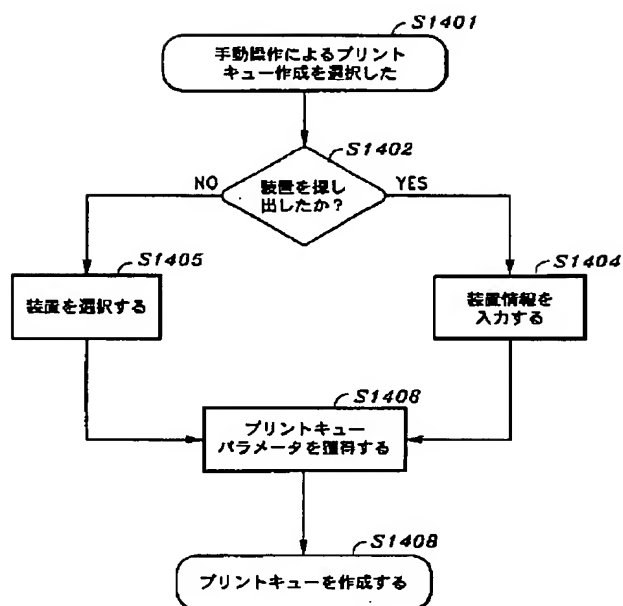 S1401
手動操作によるプリント
キュー作成を選択した
S1402
装置を探し
出したか?
NO
YES
S1405
装置を選択する
S1404
装置情報を
入力する
S1408
プリントキュー
パラメータを獲得する
S1408
プリントキューを作成する